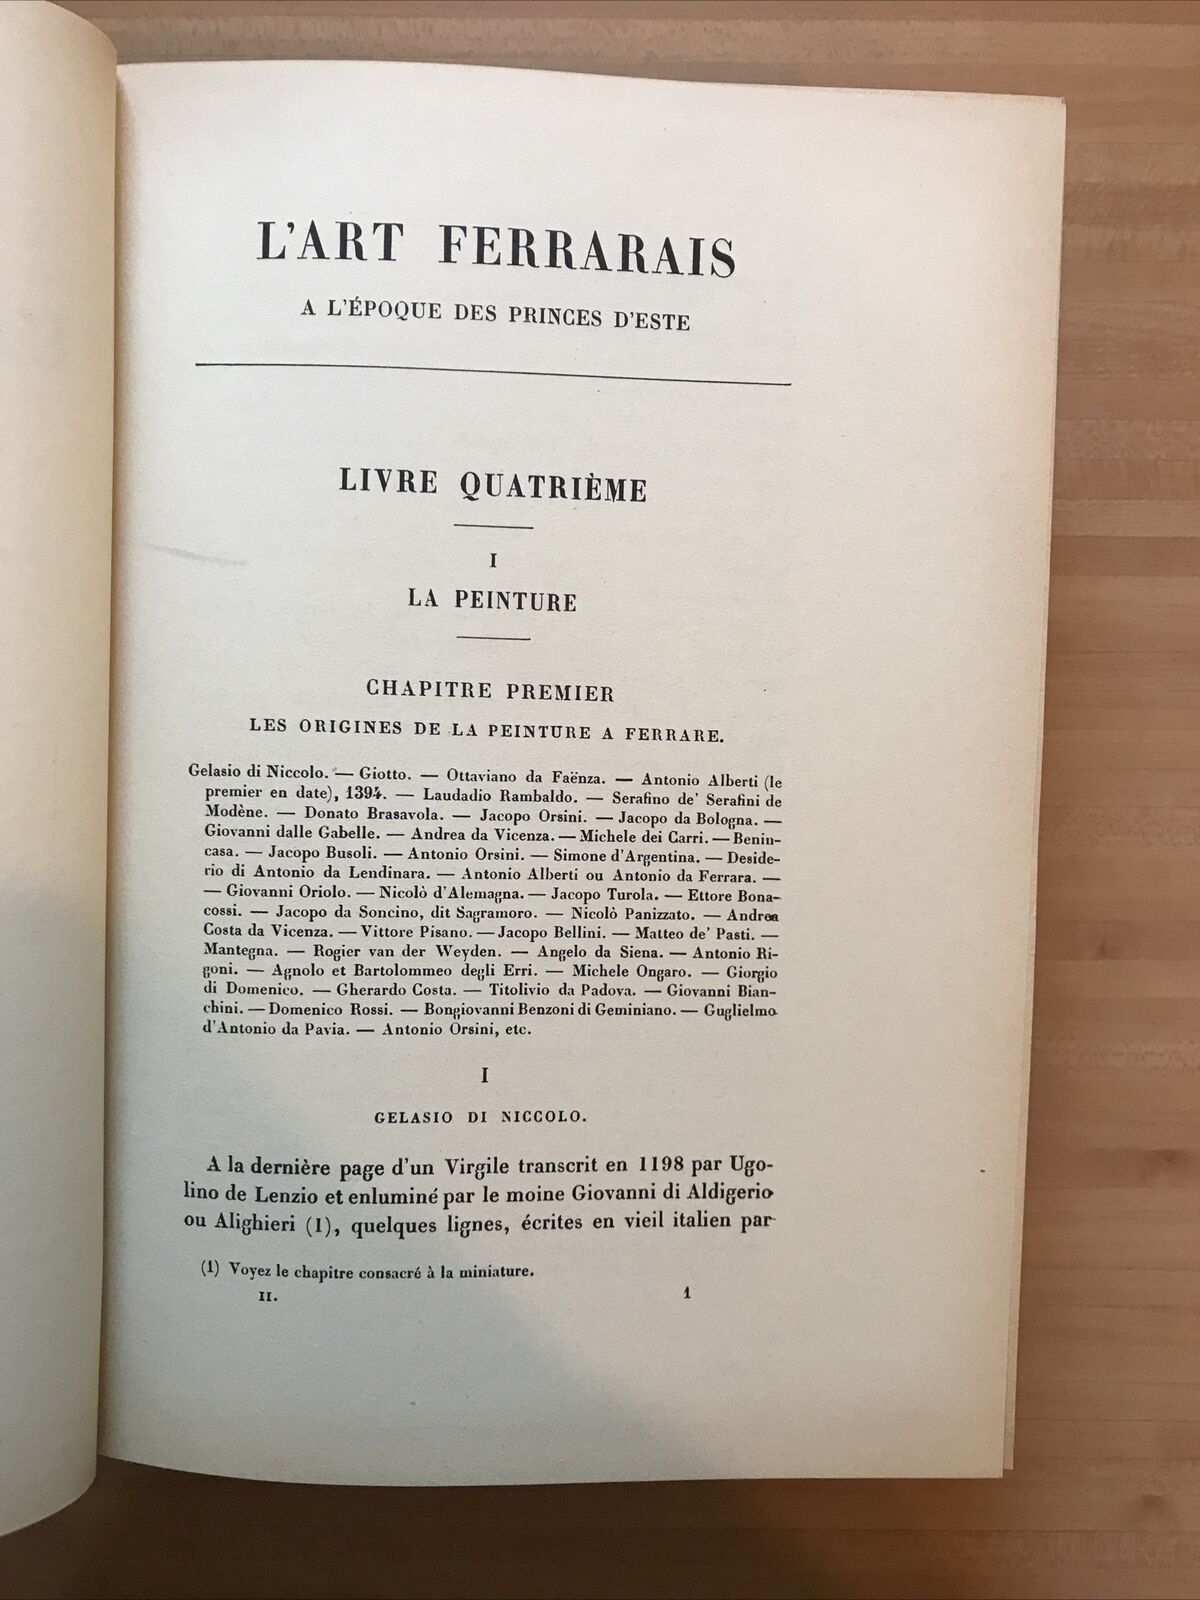 L'ART FERRARAIS
A L'ÉPOQUE DES PRINCES D'ESTE
LIVRE QUATRIÈME
I
LA PEINTURE
CHAPITRE PREMIER
LES ORIGINES DE LA PEINTURE A FERRARE.
Gelasio di Niccolo. — Giotto. — Ottaviano da Faënza. — Antonio Alberti (le
premier en date), 1394. — Laudadio Rambaldo. — Serafino de' Serafini de
Modène. — Donato Brasavola. — Jacopo Orsini. — Jacopo da Bologna. —
Giovanni dalle Gabelle. — Andrea da Vicenza. — Michele dei Carri. — Benin-
casa. — Jacopo Busoli. — Antonio Orsini. — Simone d'Argentina. — Deside-
rio di Antonio da Lendinara. — Antonio Alberti ou Antonio da Ferrara. —
— Giovanni Oriolo. — Nicolò d'Alemagna. — Jacopo Turola. — Ettore Bona-
cossi. — Jacopo da Soncino, dit Sagramoro. — Nicolò Panizzato. — Andrea
Costa da Vicenza. — Vittore Pisano. — Jacopo Bellini. — Matteo de' Pasti. —
Mantegna. — Rogier van der Weyden. — Angelo da Siena. — Antonio Ri-
goni. — Agnolo et Bartolommeo degli Erri. — Michele Ongaro. — Giorgio
di Domenico. — Gherardo Costa. — Titolivio da Padova. — Giovanni Bian-
chini. — Domenico Rossi. — Bongiovanni Benzoni di Geminiano. — Guglielmo
d'Antonio da Pavia. — Antonio Orsini, etc.
I
GELASIO DI NICCOLO.
A la dernière page d'un Virgile transcrit en 1198 par Ugo-
lino de Lenzio et enluminé par le moine Giovanni di Aldigerio
ou Alighieri (1), quelques lignes, écrites en vieil italien par
(1) Voyez le chapitre consacré à la miniature.
II. 1